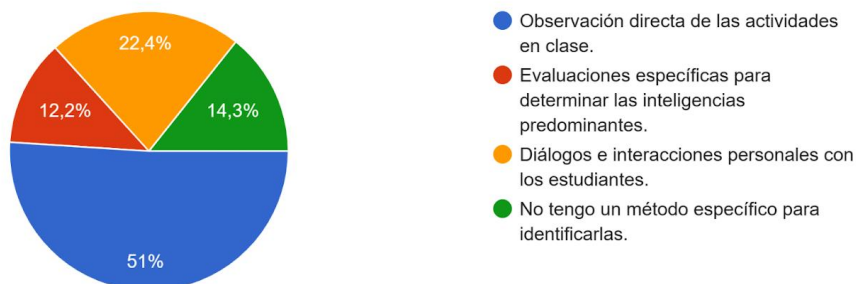 22,4%
12,2%
14,3%
51%
Observación directa de las actividades
en clase.
Evaluaciones específicas para
determinar las inteligencias
predominantes.
Diálogos e interacciones personales con
los estudiantes.
No tengo un método específico para
identificarlas.